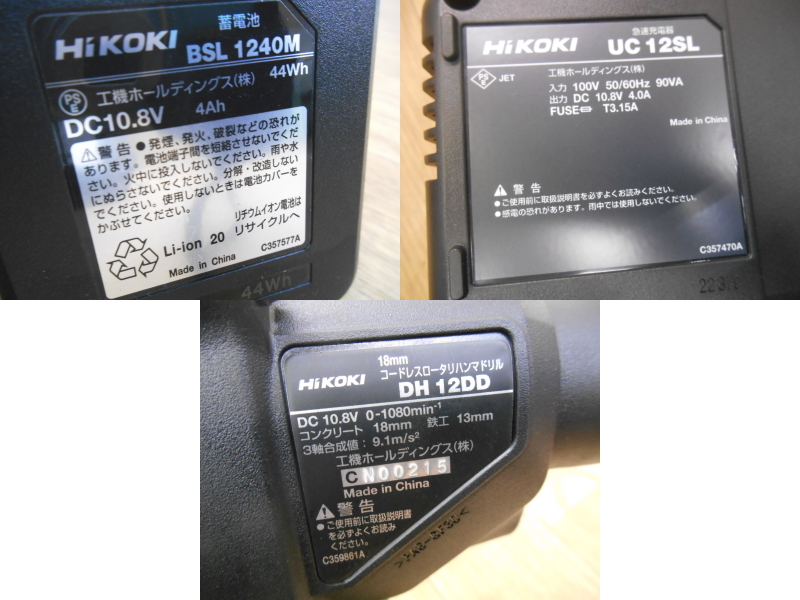 蓄電池
HiKOKI BSL 1240M
44Wh
PS E 工機ホールディングス(株)
DC10.8V 4Ah
警告 ●発煙、発火、破裂などの恐れが
あります。電池端子間を短絡させないでくだ
さい。火中に投入しないでください。雨や水
にぬらさないでください。分解・改造しない
でください。使用しないときは電池カバーを
かぶせてください。
リチウムイオン電池は
Li-ion 20 リサイクルへ
Made in China C357577A
44Wh
急速充電器
HiKOKI UC 12SL
PS E JET 工機ホールディングス(株)
入力 100V 50/60Hz 90VA
出力 DC 10.8V 4.0A
FUSE T3.15A
Made in China
警告
●ご使用前に取扱説明書を必ずよくお読みください。
●感電の恐れがあります。雨中では使用しないでください。
C357470A
18mm
コードレスロータリハンマドリル
HiKOKI DH 12DD
DC 10.8V 0-1080min⁻¹
コンクリート 18mm 鉄工 13mm
3軸合成値：9.1m/s²
工機ホールディングス(株)
CN00215
Made in China
警告
●ご使用前に取扱説明書
を必ずよくお読み
ください。
C359861A